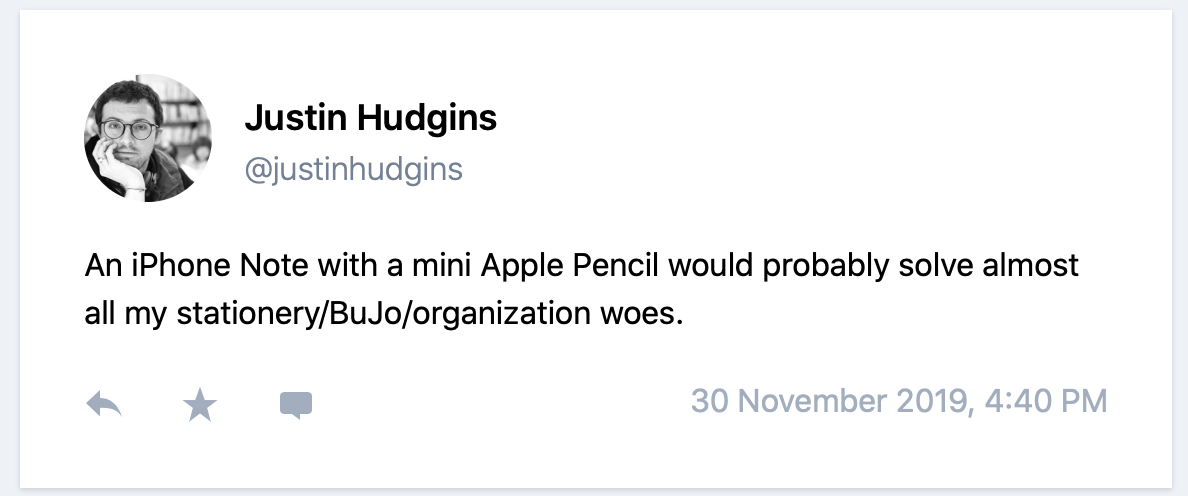 Justin Hudgins
@justinhudgins
An iPhone Note with a mini Apple Pencil would probably solve almost
all my stationery/BuJo/organization woes.
30 November 2019, 4:40 PM